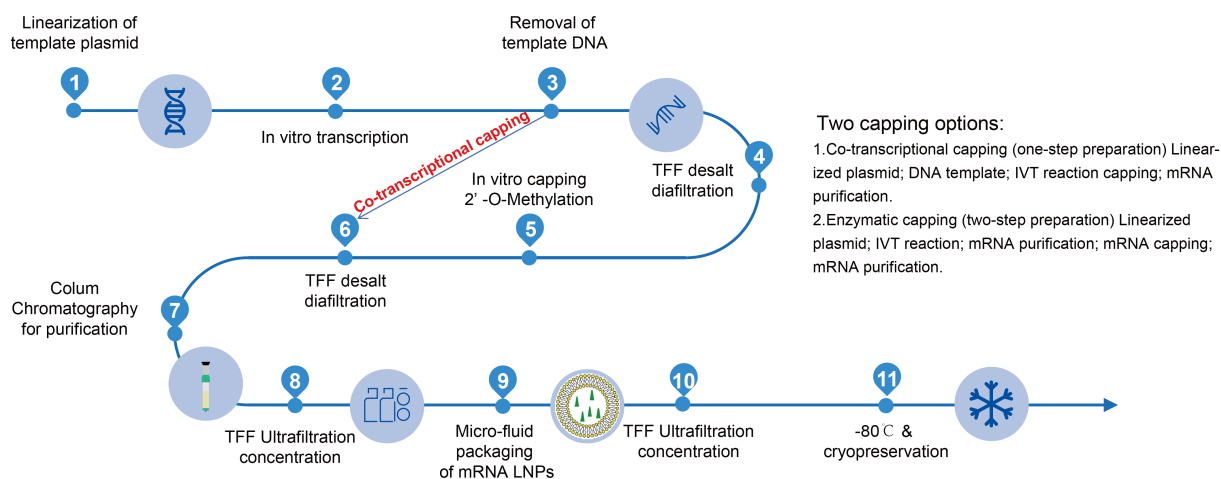 Linearization of
template plasmid
1
2
In vitro transcription
Removal of
template DNA
3
TFF desalt
diafiltration
4
Co-transcriptional capping
In vitro capping
2’ -O-Methylation
5
6
TFF desalt
diafiltration
Colum
Chromatography
for purification
7
8
TFF Ultrafiltration
concentration
9
Micro-fluid
packaging
of mRNA LNPs
10
TFF Ultrafiltration
concentration
11
-80℃ &
cryopreservation
Two capping options:
1.Co-transcriptional capping (one-step preparation) Linear-
ized plasmid; DNA template; IVT reaction capping; mRNA
purification.
2.Enzymatic capping (two-step preparation) Linearized
plasmid; IVT reaction; mRNA purification; mRNA capping;
mRNA purification.